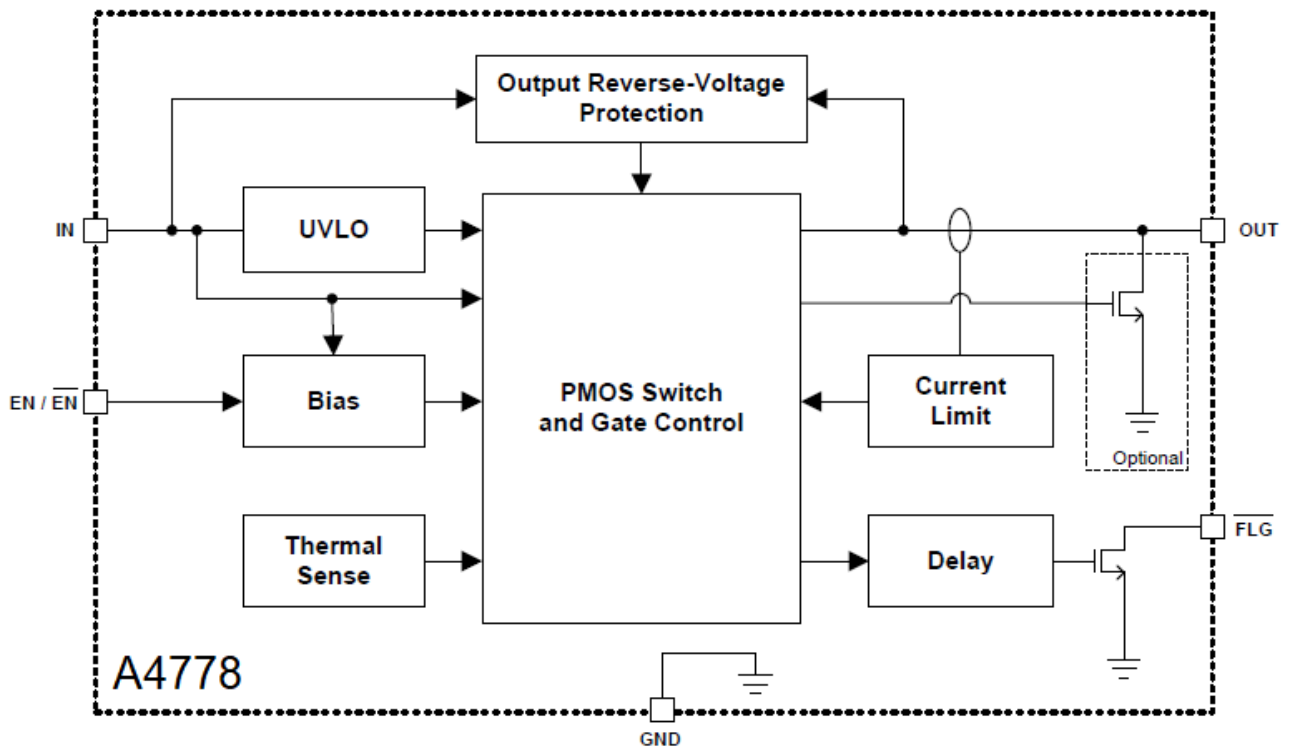 Output Reverse-Voltage
Protection
IN
UVLO
OUT
EN / EN
Bias
PMOS Switch
and Gate Control
Current
Limit
Optional
Thermal
Sense
Delay
FLG
A4778
GND